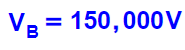 V_B = 150,000V